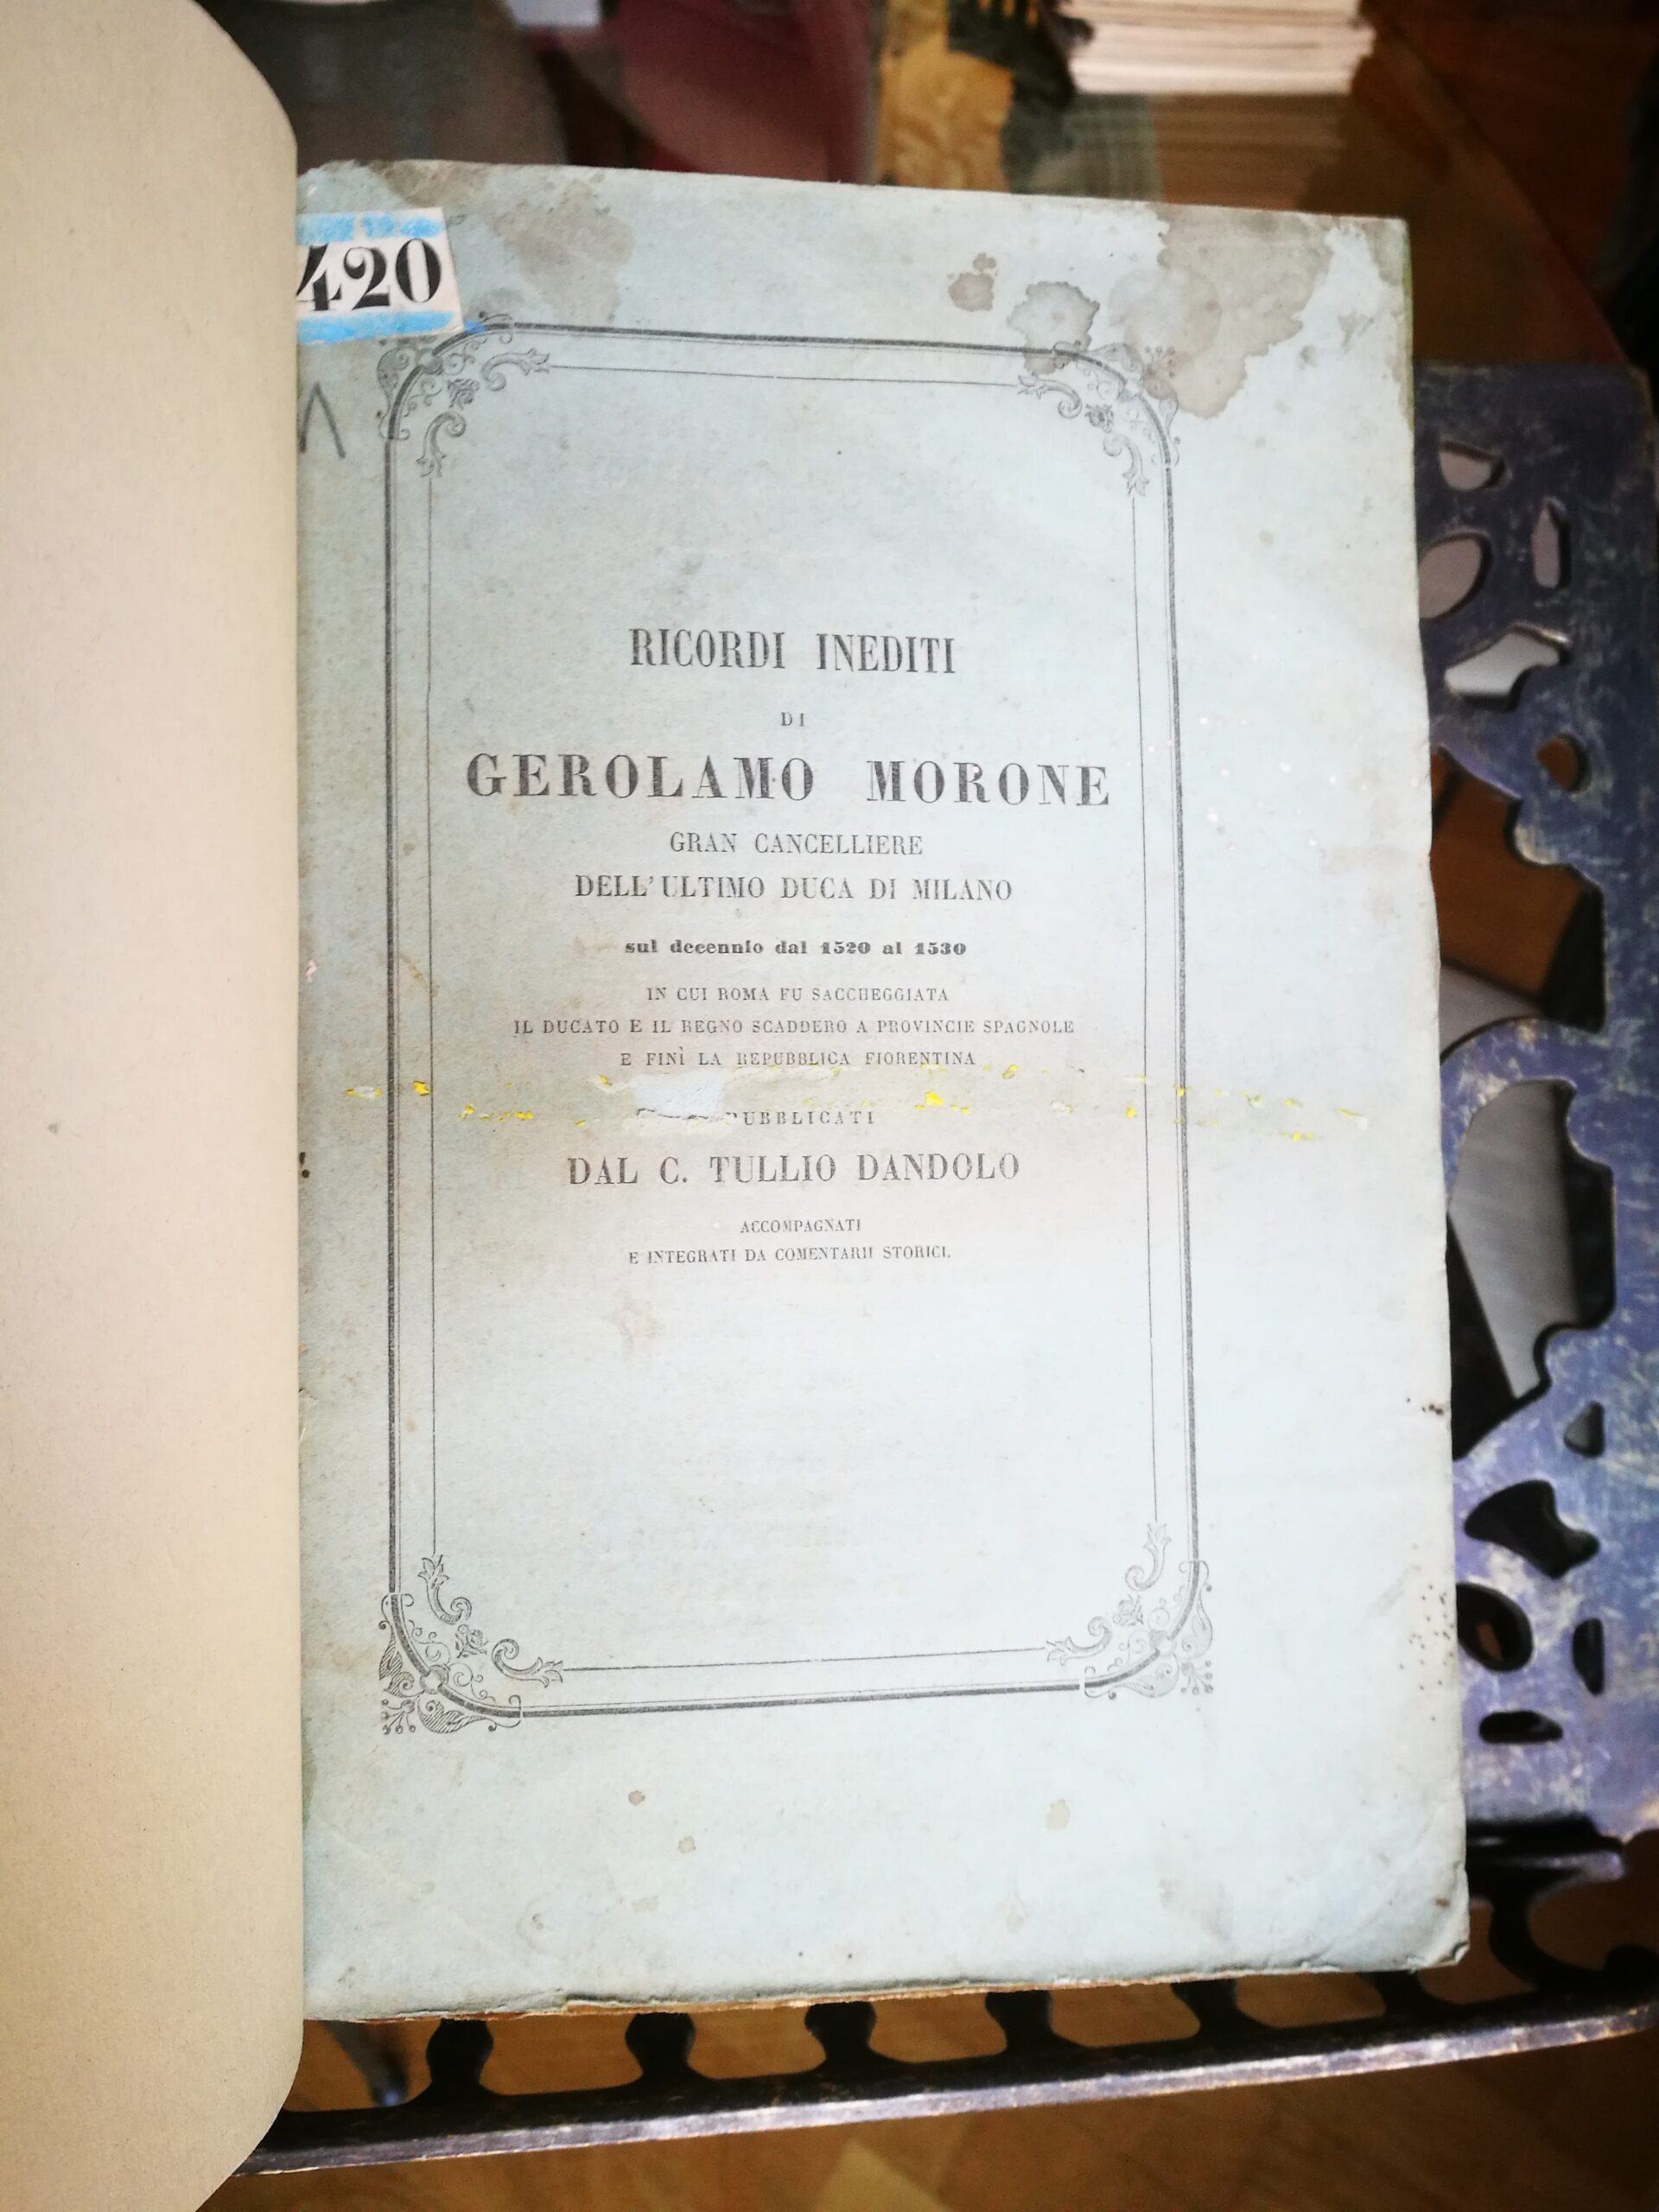 420
RICORDI INEDITI
DI
GEROLAMO MORONE
GRAN CANCELLIERE
DELL'ULTIMO DUCA DI MILANO
sul decennio dal 1520 al 1530
IN CUI ROMA FU SACCHEGGIATA
IL DUCATO E IL REGNO SCADDERO A PROVINCIE SPAGNOLE
E FINÌ LA REPUBBLICA FIORENTINA
PUBBLICATI
DAL C. TULLIO DANDOLO
ACCOMPAGNATI
E INTEGRATI DA COMENTARII STORICI.